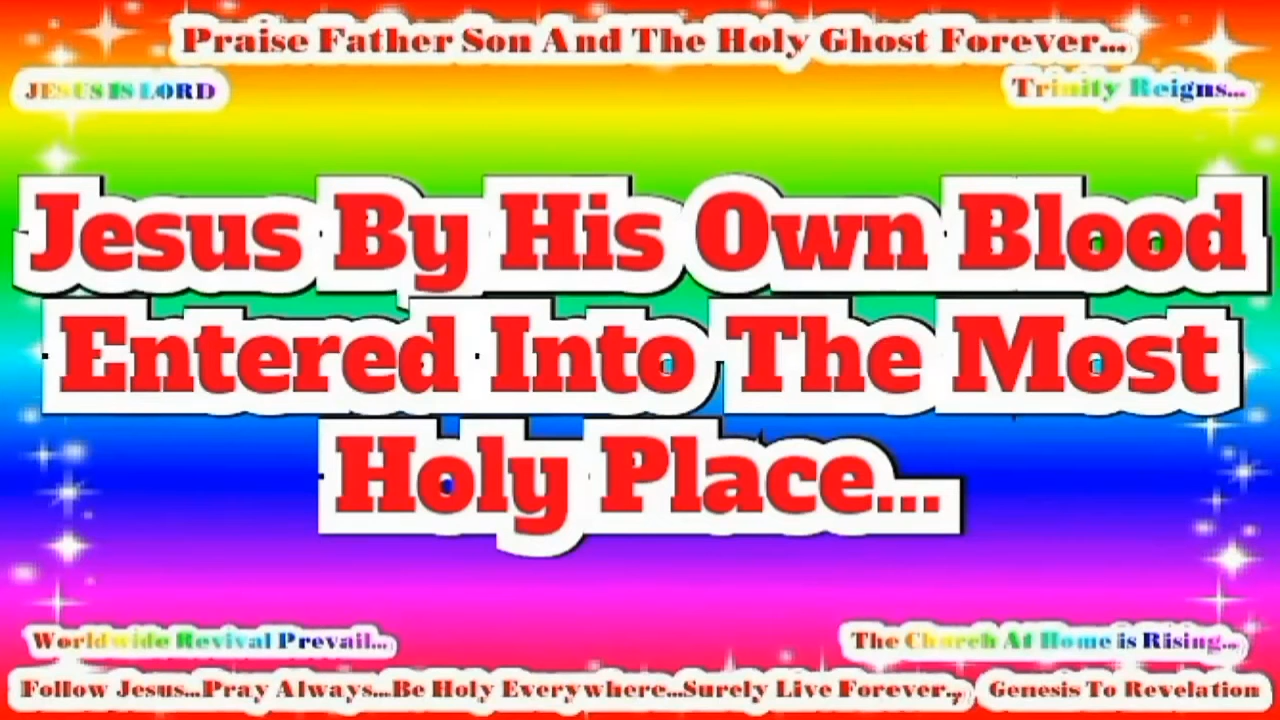 Praise Father Son And The Holy Ghost Forever...
JESUS IS LORD
Trinity Reigns...
Jesus By His Own Blood
Entered Into The Most
Holy Place...
Worldwide Revival Prevail...
The Church At Home is Rising...
Follow Jesus...Pray Always...Be Holy Everywhere...Surely Live Forever..,
Genesis To Revelation